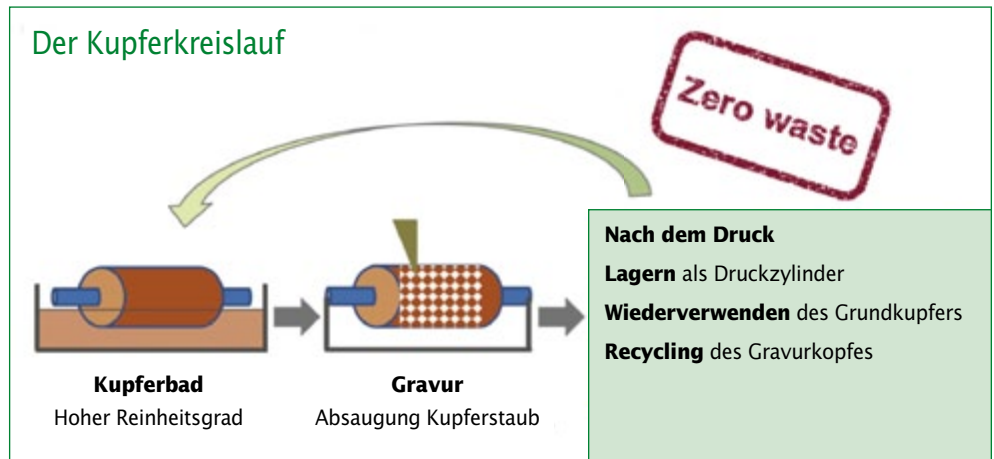 Der Kupferkreislauf
Zero waste
Nach dem Druck
Lagern als Druckzylinder
Wiederverwenden des Grundkupfers
Recycling des Gravurkopfes
Kupferbad
Hoher Reinheitsgrad
Gravur
Absaugung Kupferstaub